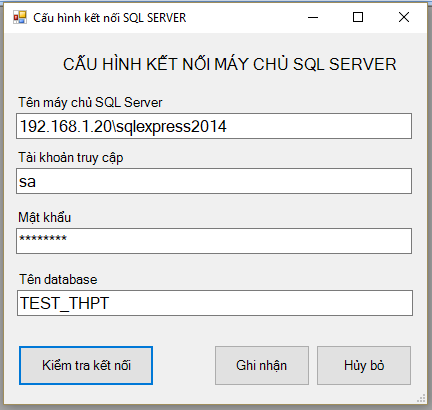 Cấu hình kết nối SQL SERVER
CẤU HÌNH KẾT NỐI MÁY CHỦ SQL SERVER
Tên máy chủ SQL Server
192.168.1.20\sqlexpress2014
Tài khoản truy cập
sa
Mật khẩu
********
Tên database
TEST_THPT
Kiểm tra kết nối
Ghi nhận
Hủy bỏ